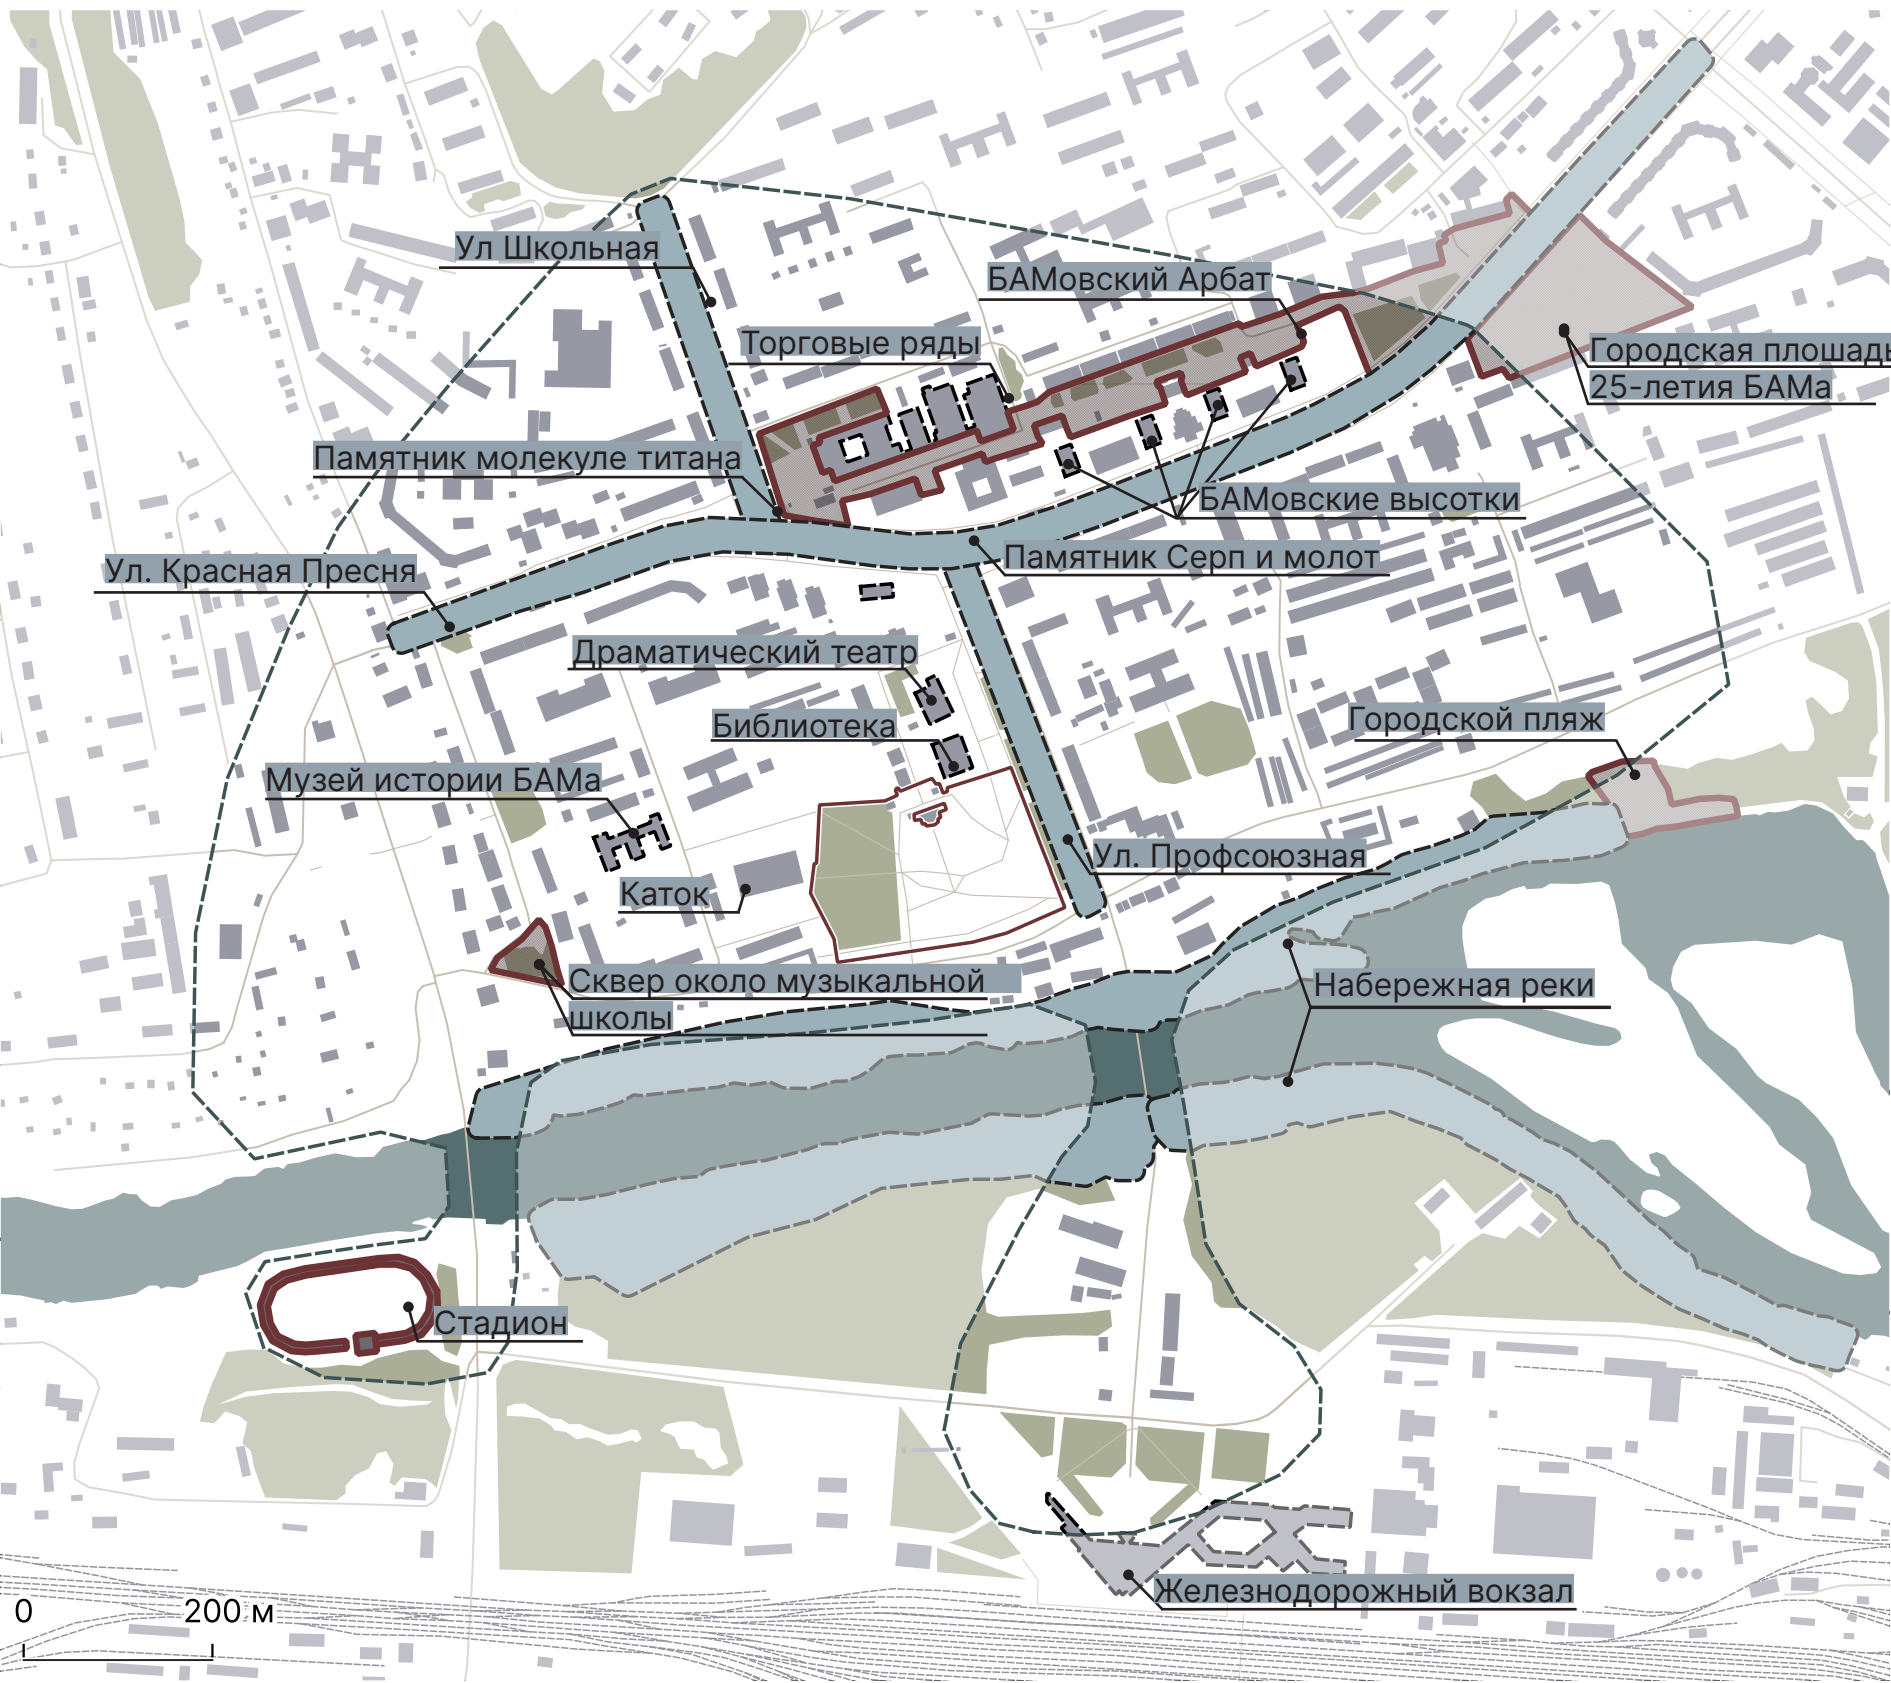 Ул Школьная
БАМовский Арбат
Торговые ряды
Городская плошадь
25-летия БАМа
Памятник молекуле титана
БАМовские высотки
Памятник Серп и молот
Ул. Красная Пресня
Драматический театр
Библиотека
Городской пляж
Музей истории БАМа
Ул. Профсоюзная
Каток
Сквер около музыкальной
школы
Набережная реки
Стадион
Железнодорожный вокзал
0 200 м